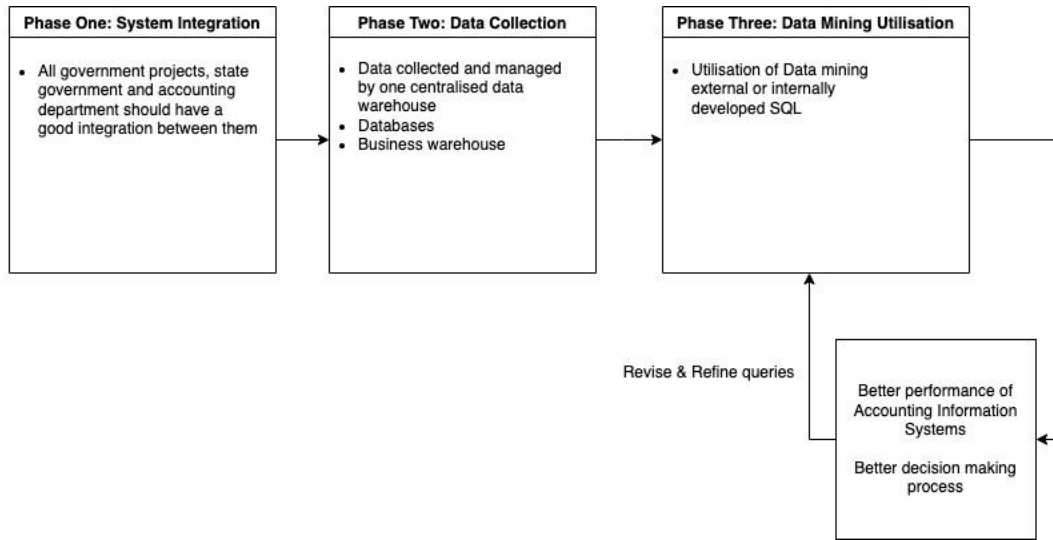 Phase One: System Integration
• All government projects, state
government and accounting
department should have a
good integration between them
Phase Two: Data Collection
• Data collected and managed
by one centralised data
warehouse
• Databases
• Business warehouse
Phase Three: Data Mining Utilisation
• Utilisation of Data mining
external or internally
developed SQL
Revise & Refine queries
Better performance of
Accounting Information
Systems
Better decision making
process